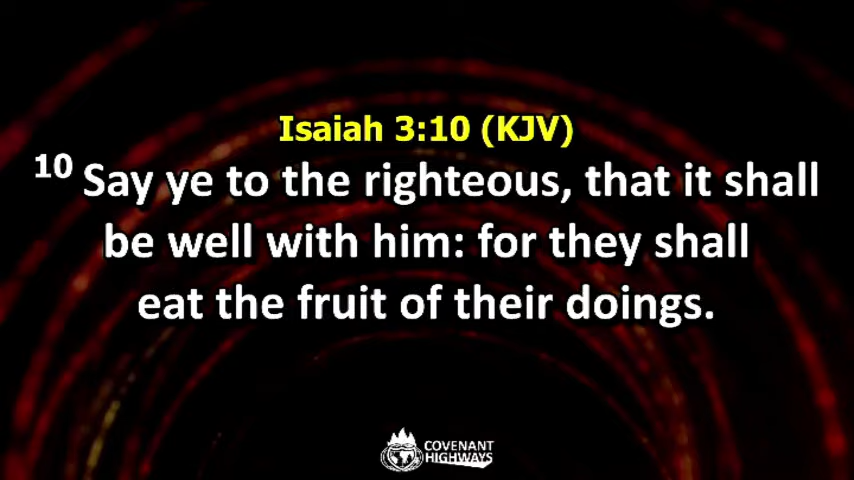 Isaiah 3:10 (KJV)
10 Say ye to the righteous, that it shall
be well with him: for they shall
eat the fruit of their doings.
COVENANT
HIGHWAYS